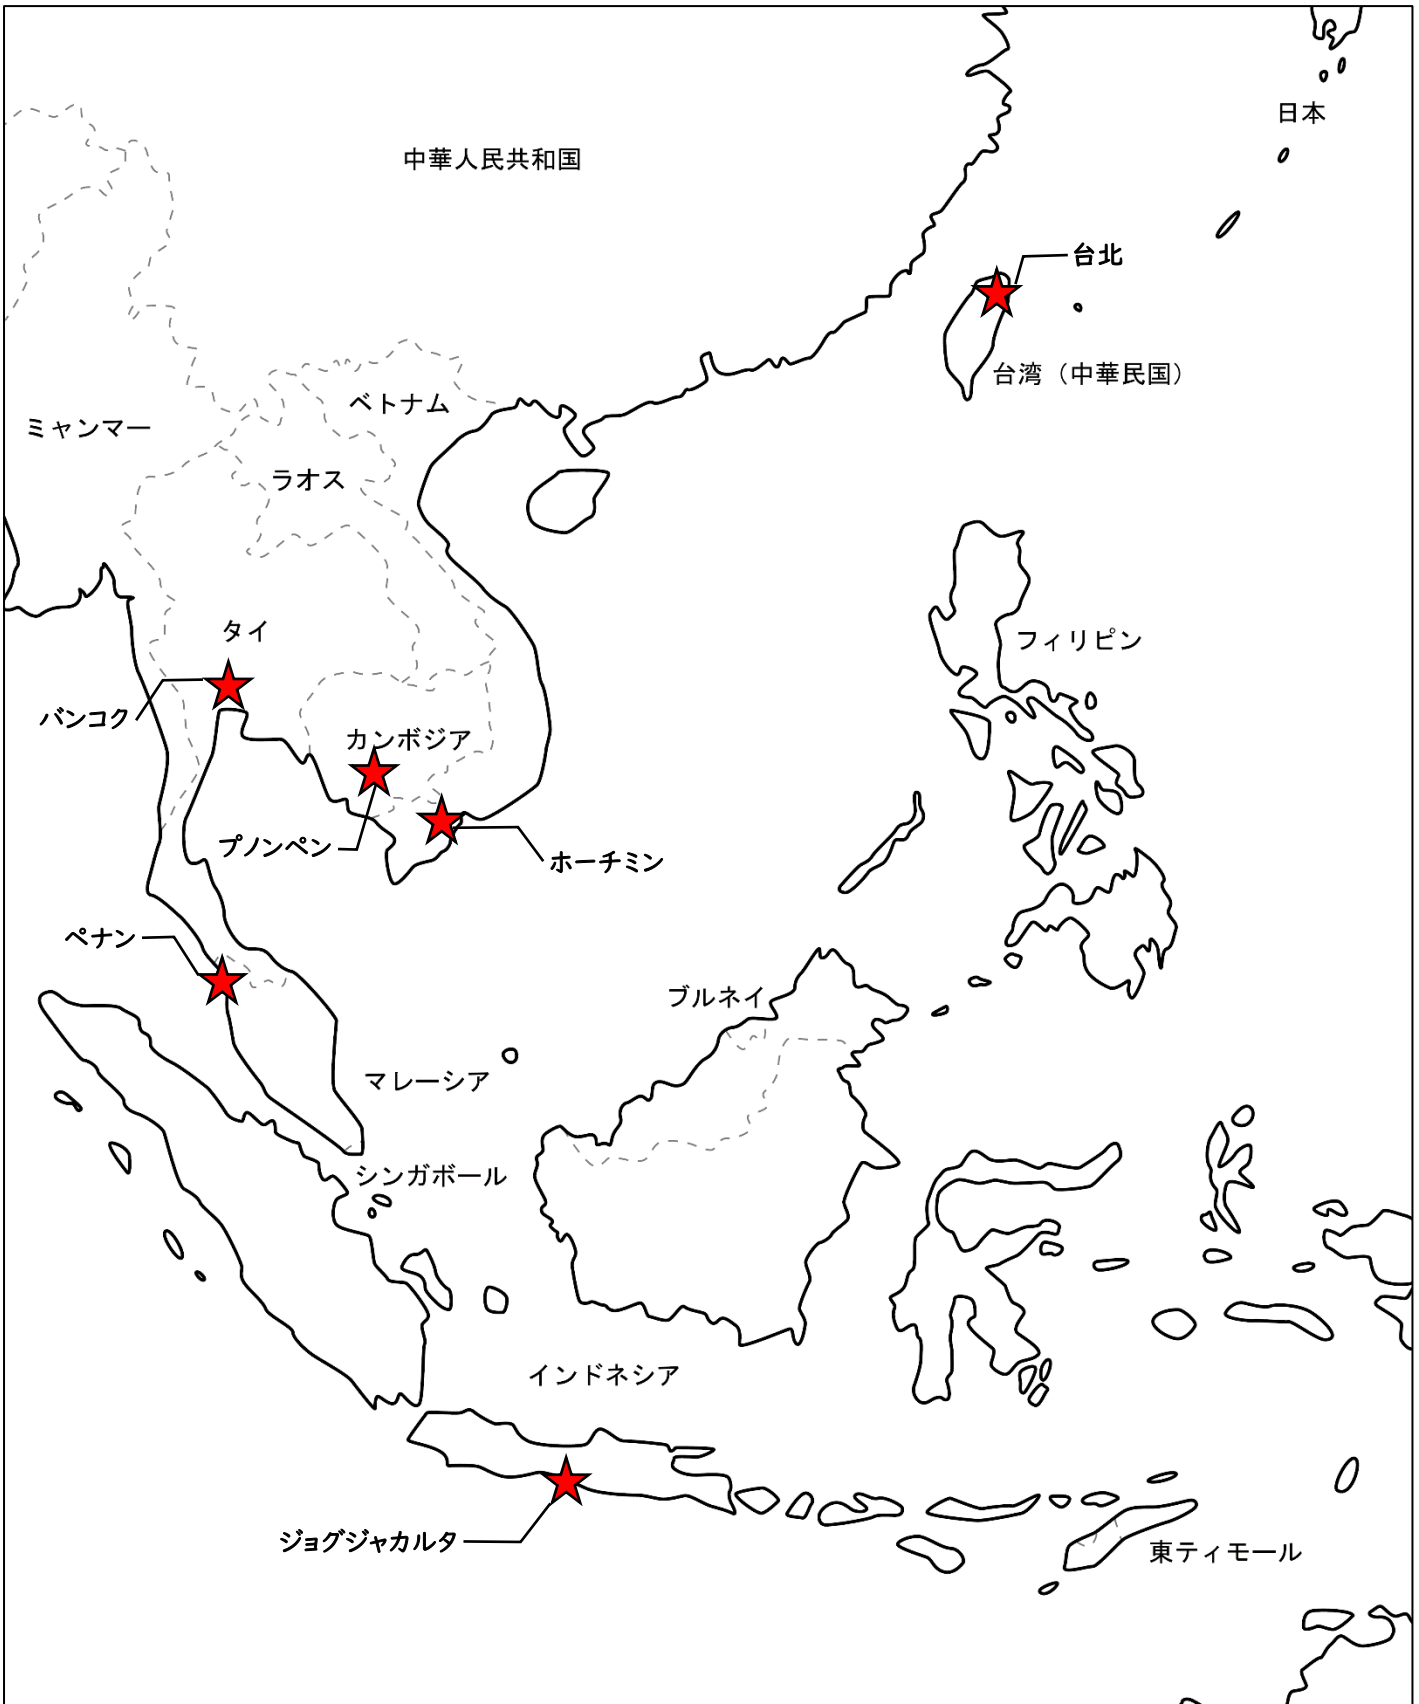 日本
中華人民共和国
台北
台湾（中華民国）
ベトナム
ミャンマー
ラオス
タイ
フィリピン
バンコク
カンボジア
プノンペン
ホーチミン
ペナン
ブルネイ
マレーシア
シンガポール
インドネシア
ジョグジャカルタ
東ティモール